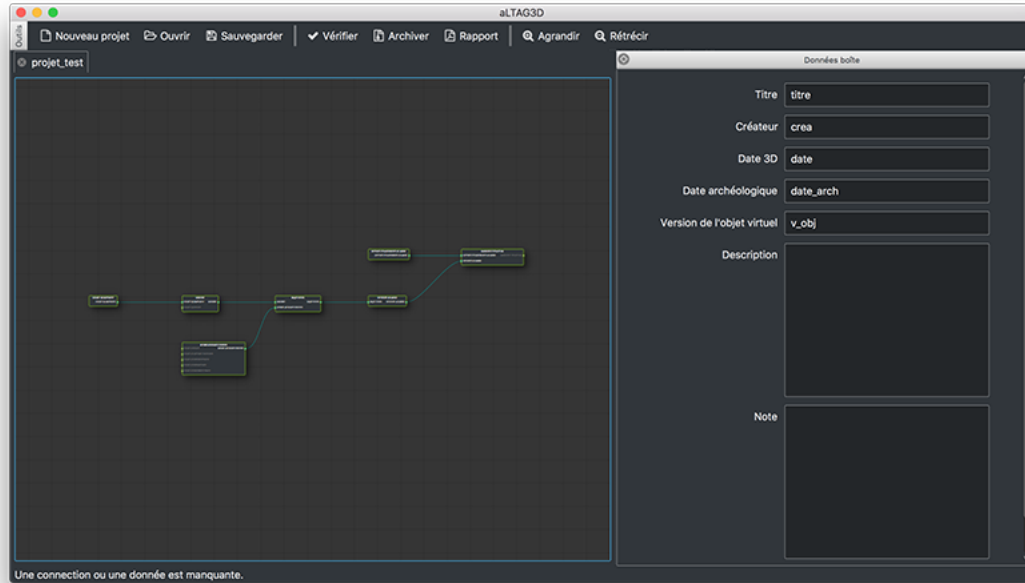 aLTAG3D
Outils
Nouveau projet Ouvrir Sauvegarder Vérifier Archiver Rapport Agrandir Rétrécir
projet_test
Données boîte
Titre titre
Créateur crea
Date 3D date
Date archéologique date_arch
Version de l'objet virtuel v_obj
Description
Note
Une connection ou une donnée est manquante.